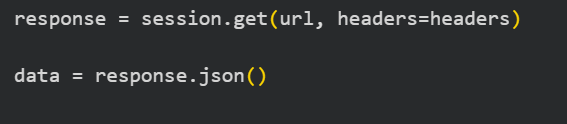 response = session.get(url, headers=headers)
data = response.json()